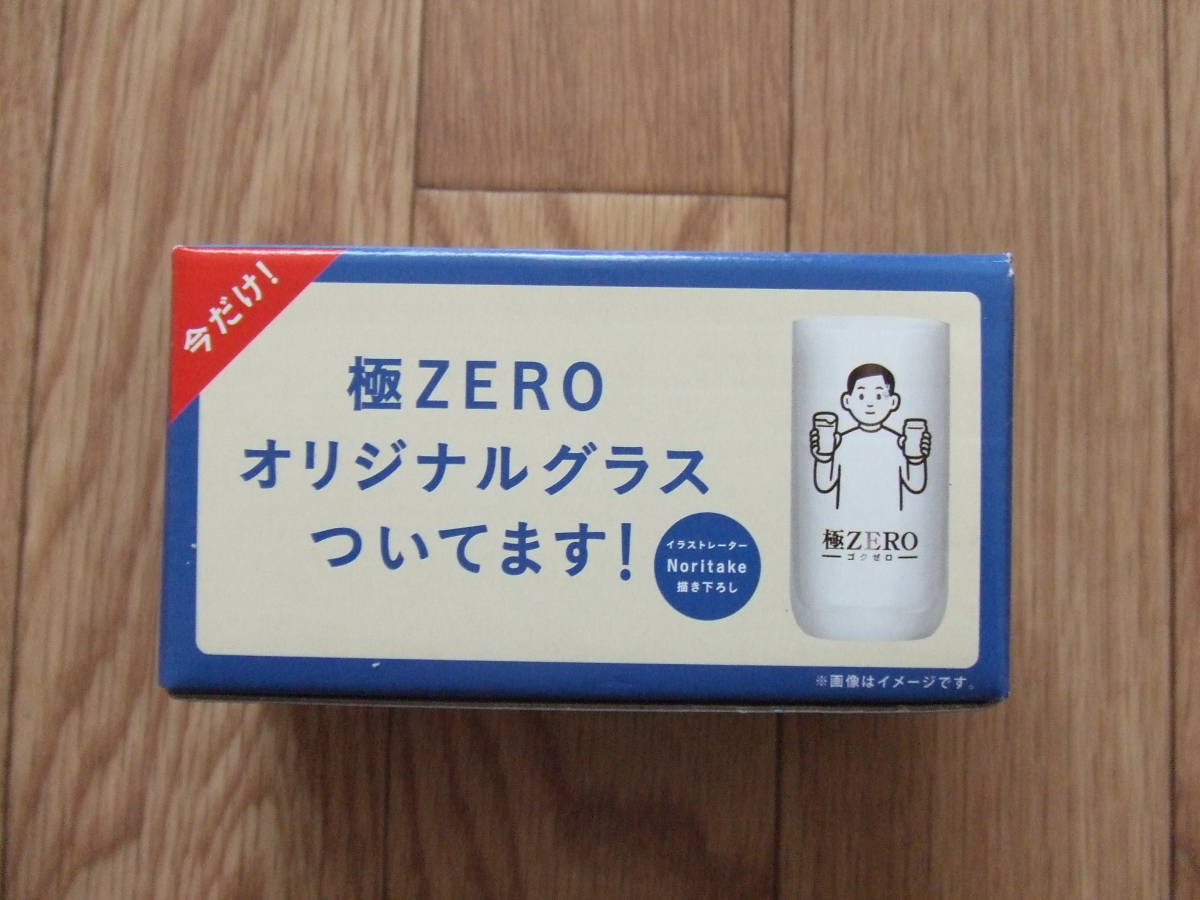 今だけ!
極ZERO
オリジナルグラス
ついてます!
イラストレーター
Noritake
描き下ろし
極ZERO
ゴクゼロ
※画像はイメージです。